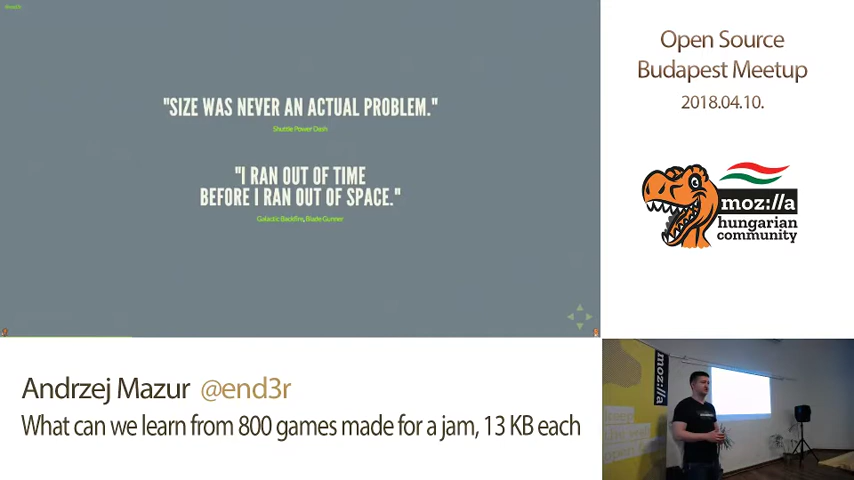 @end3r
"SIZE WAS NEVER AN ACTUAL PROBLEM."
Shuttle Power Dash
"I RAN OUT OF TIME
BEFORE I RAN OUT OF SPACE."
Galactic Backfire, Blade Gunner
Open Source
Budapest Meetup
2018.04.10.
moz://a
hungarian
community
moz://a
Andrzej Mazur @end3r
What can we learn from 800 games made for a jam, 13 KB each